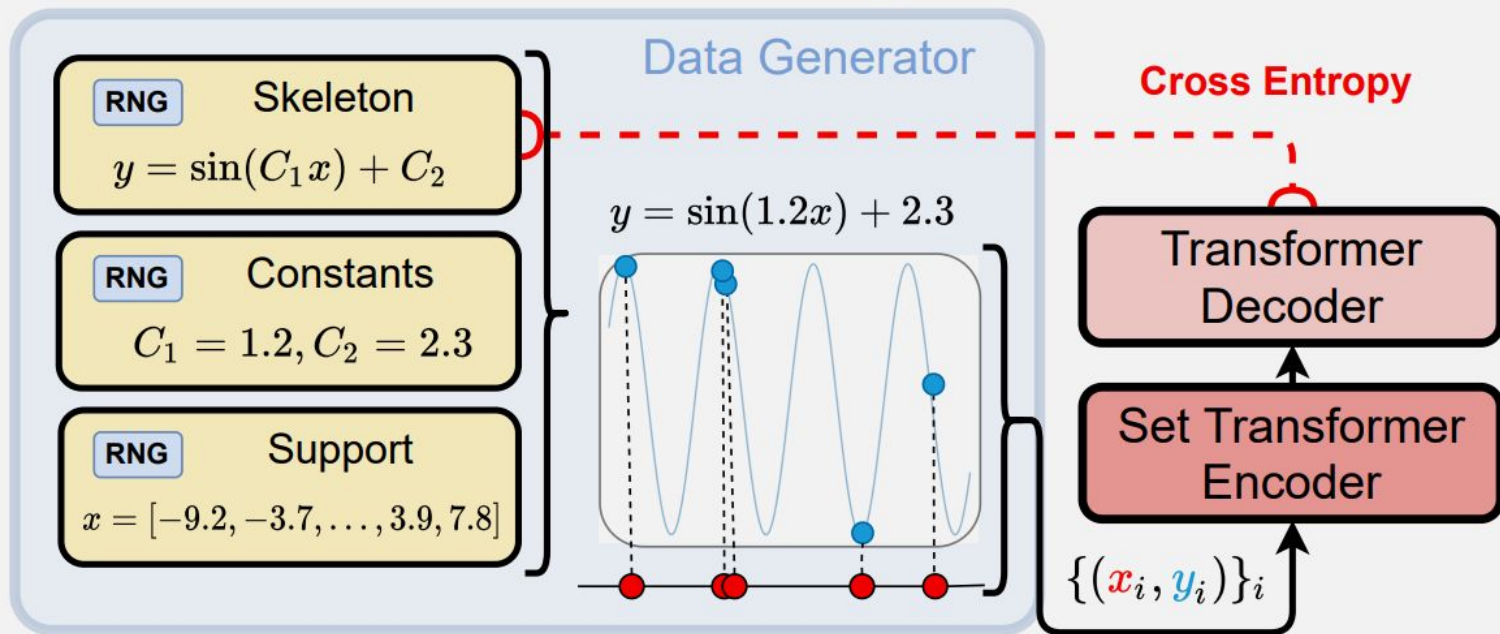 Data Generator
RNG Skeleton
y = sin(C₁x) + C₂
RNG Constants
C₁ = 1.2, C₂ = 2.3
RNG Support
x = [−9.2, −3.7, . . . , 3.9, 7.8]
y = sin(1.2x) + 2.3
Cross Entropy
Transformer
Decoder
Set Transformer
Encoder
{(xᵢ, yᵢ)}ᵢ